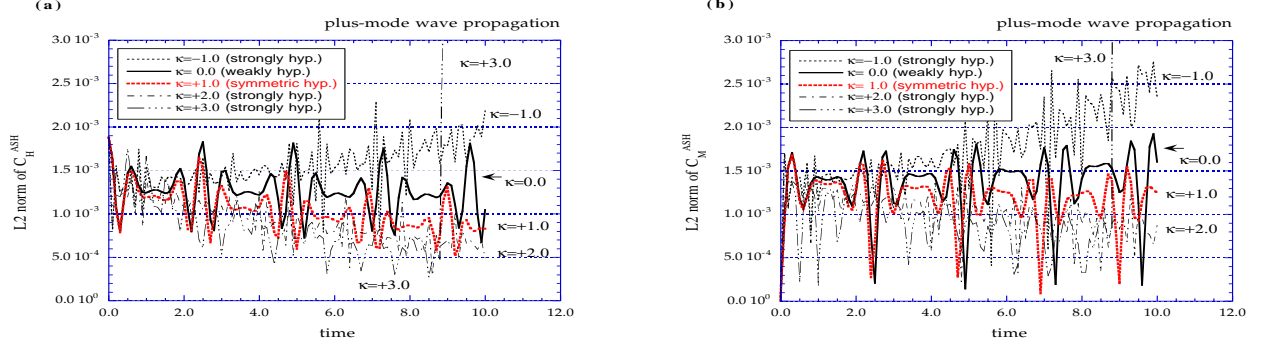 (a)
plus-mode wave propagation
L2 norm of C_H^ASH
3.0 10⁻³
2.5 10⁻³
2.0 10⁻³
1.5 10⁻³
1.0 10⁻³
5.0 10⁻⁴
0.0 10⁰
κ=−1.0 (strongly hyp.)
κ= 0.0 (weakly hyp.)
κ=+1.0 (symmetric hyp.)
κ=+2.0 (strongly hyp.)
κ=+3.0 (strongly hyp.)
κ=+3.0
κ=−1.0
κ=0.0
κ=+1.0
κ=+2.0
κ=+3.0
0.0 2.0 4.0 6.0 8.0 10.0 12.0
time
(b)
plus-mode wave propagation
L2 norm of C_M^ASH
3.0 10⁻³
2.5 10⁻³
2.0 10⁻³
1.5 10⁻³
1.0 10⁻³
5.0 10⁻⁴
0.0 10⁰
κ=−1.0 (strongly hyp.)
κ= 0.0 (weakly hyp.)
κ= 1.0 (symmetric hyp.)
κ=+2.0 (strongly hyp.)
κ=+3.0 (strongly hyp.)
κ=+3.0
κ=−1.0
κ=0.0
κ=+1.0
κ=+2.0
0.0 2.0 4.0 6.0 8.0 10.0 12.0
time